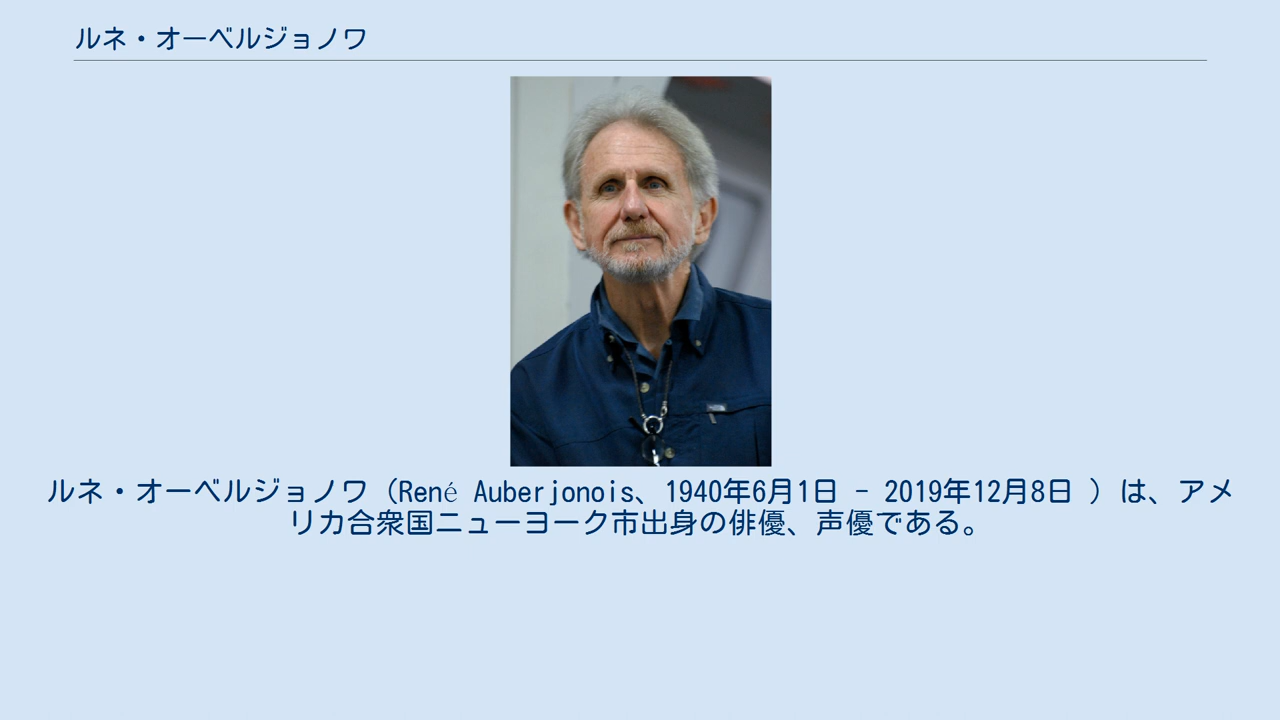 ルネ・オーベルジョノワ
ルネ・オーベルジョノワ（René Auberjonois、1940年6月1日 - 2019年12月8日 ）は、アメ
リカ合衆国ニューヨーク市出身の俳優、声優である。